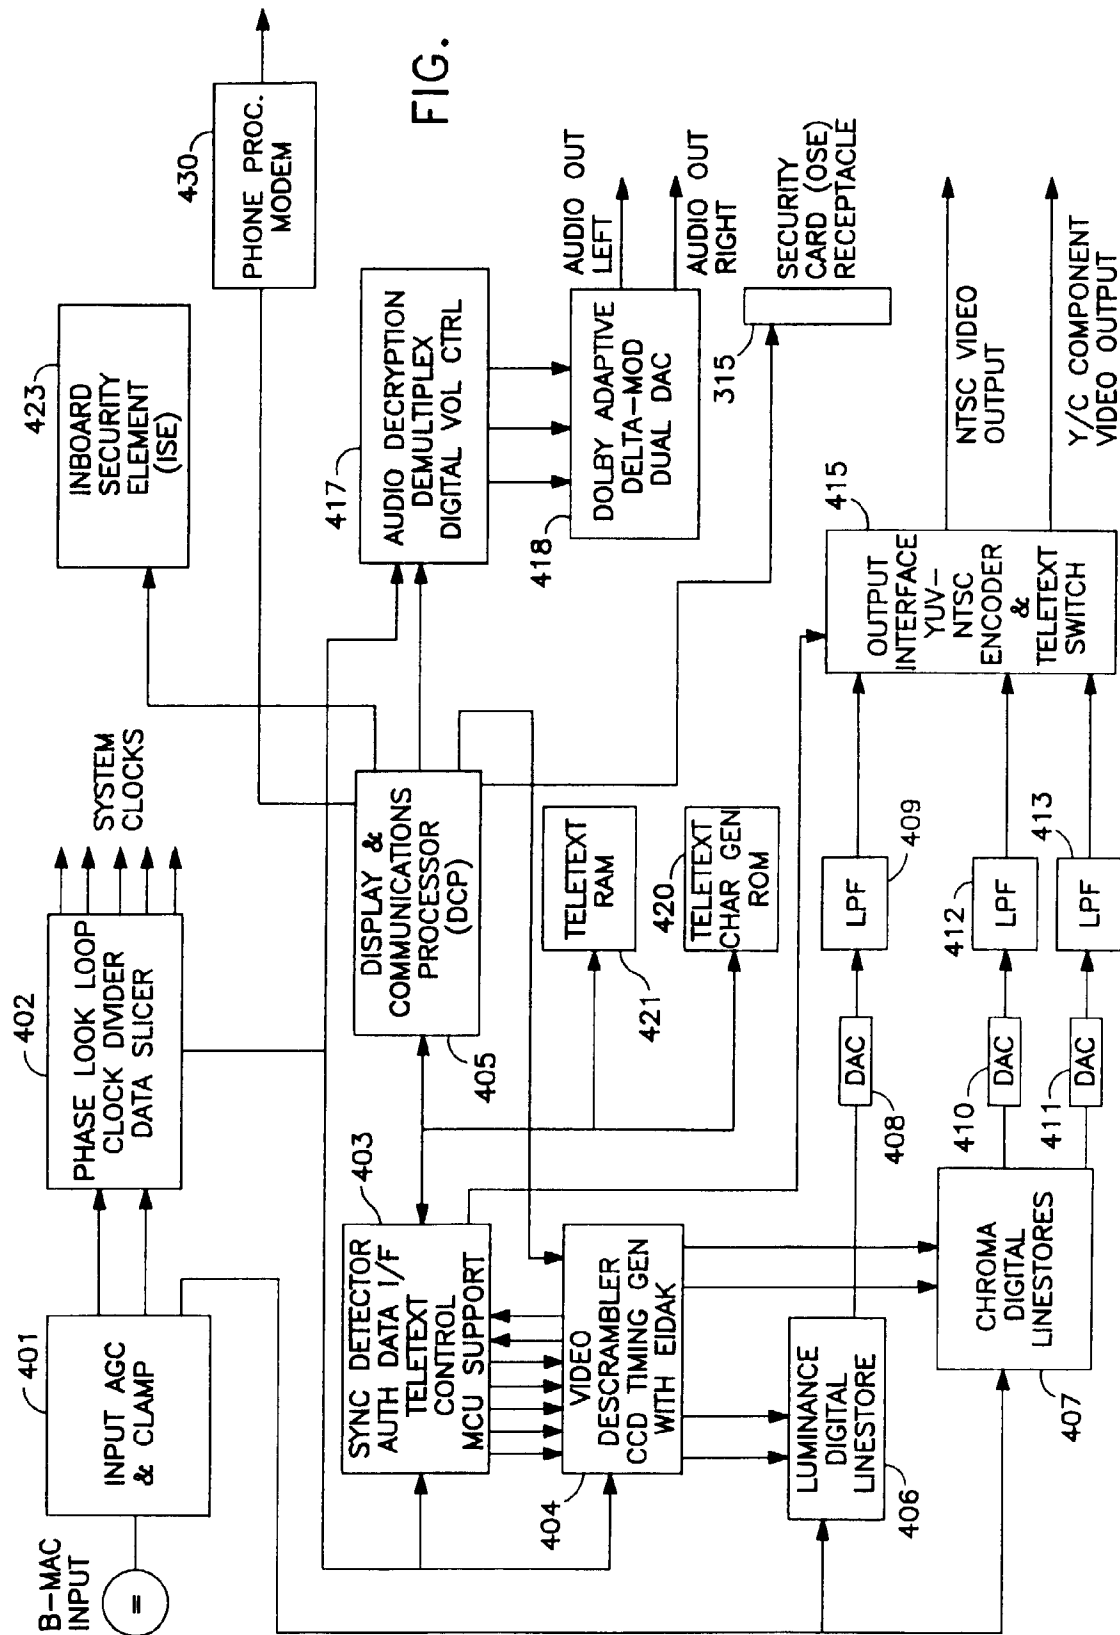 B-MAC
INPUT
=
401
INPUT AGC
& CLAMP
402
PHASE LOOK LOOP
CLOCK DIVIDER
DATA SLICER
SYSTEM
CLOCKS
423
INBOARD
SECURITY
ELEMENT
(ISE)
430
PHONE PROC.
MODEM
FIG.
403
SYNC DETECTOR
AUTH DATA I/F
TELETEXT
CONTROL
MCU SUPPORT
405
DISPLAY &
COMMUNICATIONS
PROCESSOR
(DCP)
417
AUDIO DECRYPTION
DEMULTIPLEX
DIGITAL VOL CTRL
418
DOLBY ADAPTIVE
DELTA-MOD
DUAL DAC
AUDIO OUT
LEFT
AUDIO OUT
RIGHT
404
VIDEO
DESCRAMBLER
CCD TIMING GEN
WITH EIDAK
421
TELETEXT
RAM
420
TELETEXT
CHAR GEN
ROM
315
SECURITY
CARD (OSE)
RECEPTACLE
406
LUMINANCE
DIGITAL
LINESTORE
408
DAC
409
LPF
407
CHROMA
DIGITAL
LINESTORES
410
DAC
412
LPF
411
DAC
413
LPF
415
OUTPUT
INTERFACE
YUV-
NTSC
ENCODER
&
TELETEXT
SWITCH
NTSC VIDEO
OUTPUT
Y/C COMPONENT
VIDEO OUTPUT